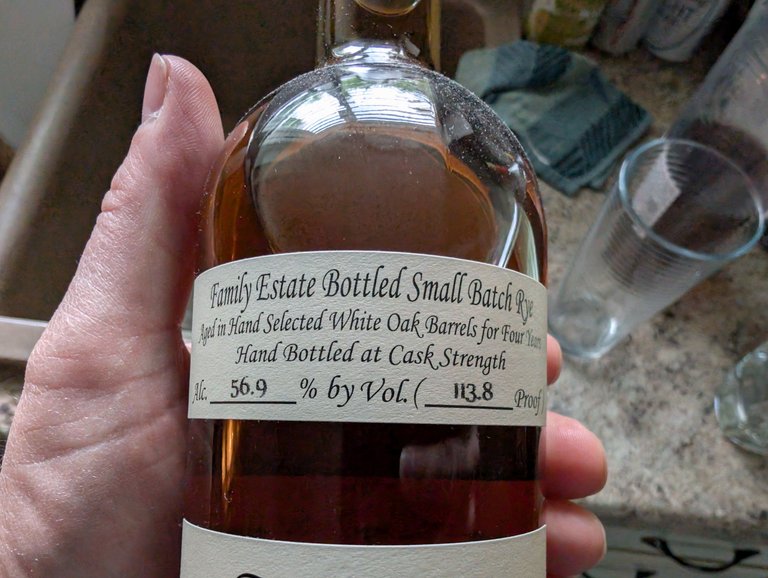 Family Estate Bottled Small Batch Rye
Aged in Hand Selected White Oak Barrels for Four Years
Hand Bottled at Cask Strength
Alc. 56.9 % by Vol. ( 113.8 Proof )